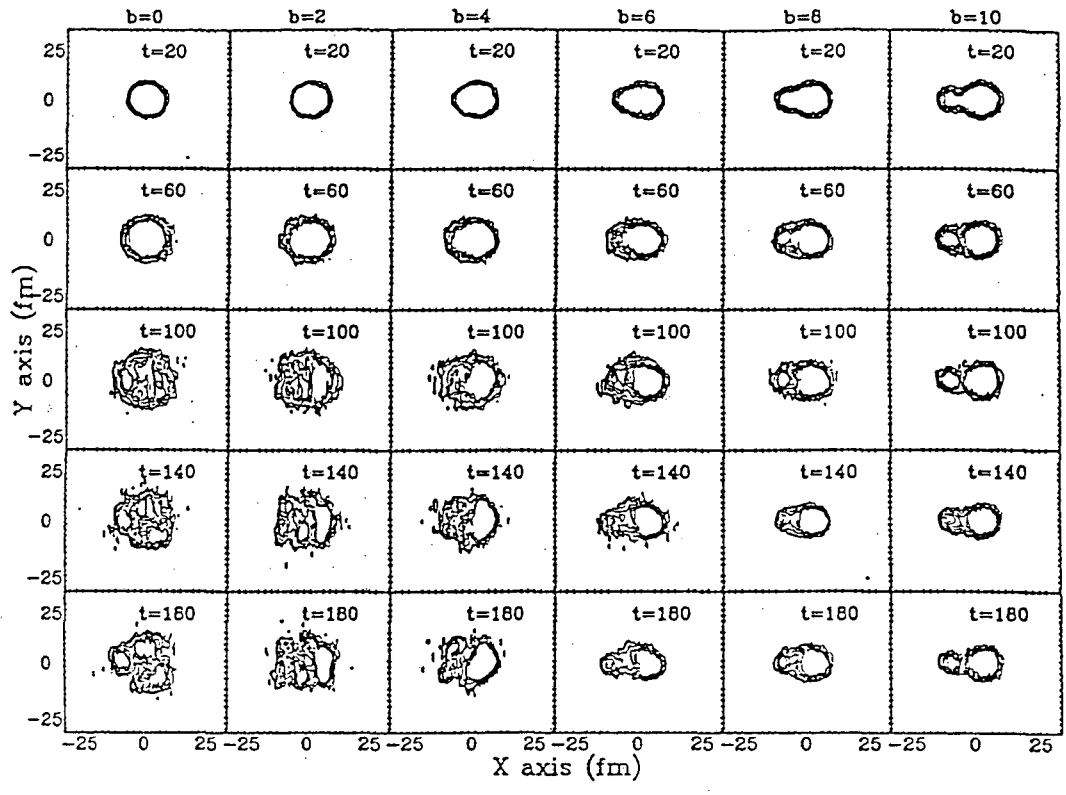 b=0 b=2 b=4 b=6 b=8 b=10
25 t=20 t=20 t=20 t=20 t=20 t=20
0
-25
25 t=60 t=60 t=60 t=60 t=60 t=60
0
-25
25 t=100 t=100 t=100 t=100 t=100 t=100
0
-25
25 t=140 t=140 t=140 t=140 t=140 t=140
0
-25
25 t=180 t=180 t=180 t=180 t=180 t=180
0
-25
Y axis (fm)
-25 0 25 -25 0 25 -25 0 25 -25 0 25 -25 0 25 -25 0 25
X axis (fm)